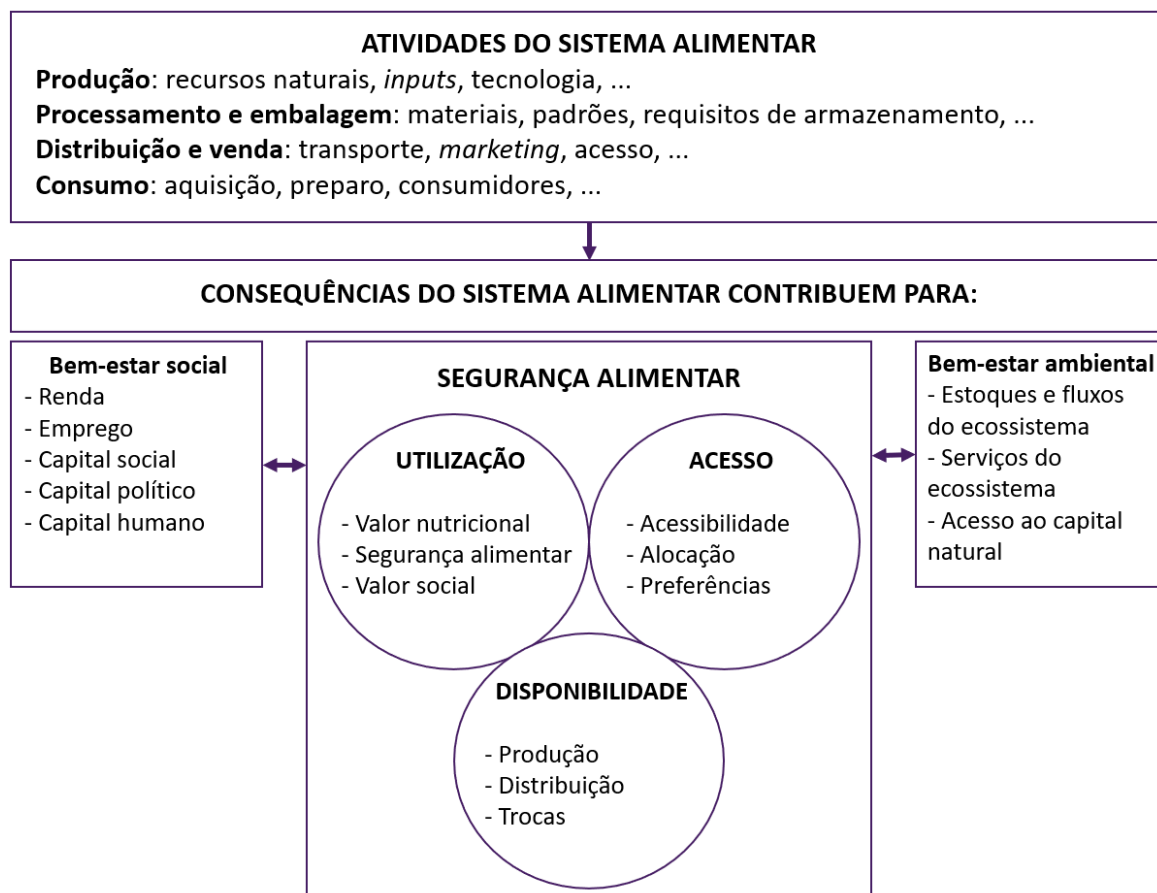 ATIVIDADES DO SISTEMA ALIMENTAR
Produção: recursos naturais, inputs, tecnologia, ...
Processamento e embalagem: materiais, padrões, requisitos de armazenamento, ...
Distribuição e venda: transporte, marketing, acesso, ...
Consumo: aquisição, preparo, consumidores, ...
CONSEQUÊNCIAS DO SISTEMA ALIMENTAR CONTRIBUEM PARA:
Bem-estar social
- Renda
- Emprego
- Capital social
- Capital político
- Capital humano
SEGURANÇA ALIMENTAR
UTILIZAÇÃO
- Valor nutricional
- Segurança alimentar
- Valor social
ACESSO
- Acessibilidade
- Alocação
- Preferências
DISPONIBILIDADE
- Produção
- Distribuição
- Trocas
Bem-estar ambiental
- Estoques e fluxos
do ecossistema
- Serviços do
ecossistema
- Acesso ao capital
natural